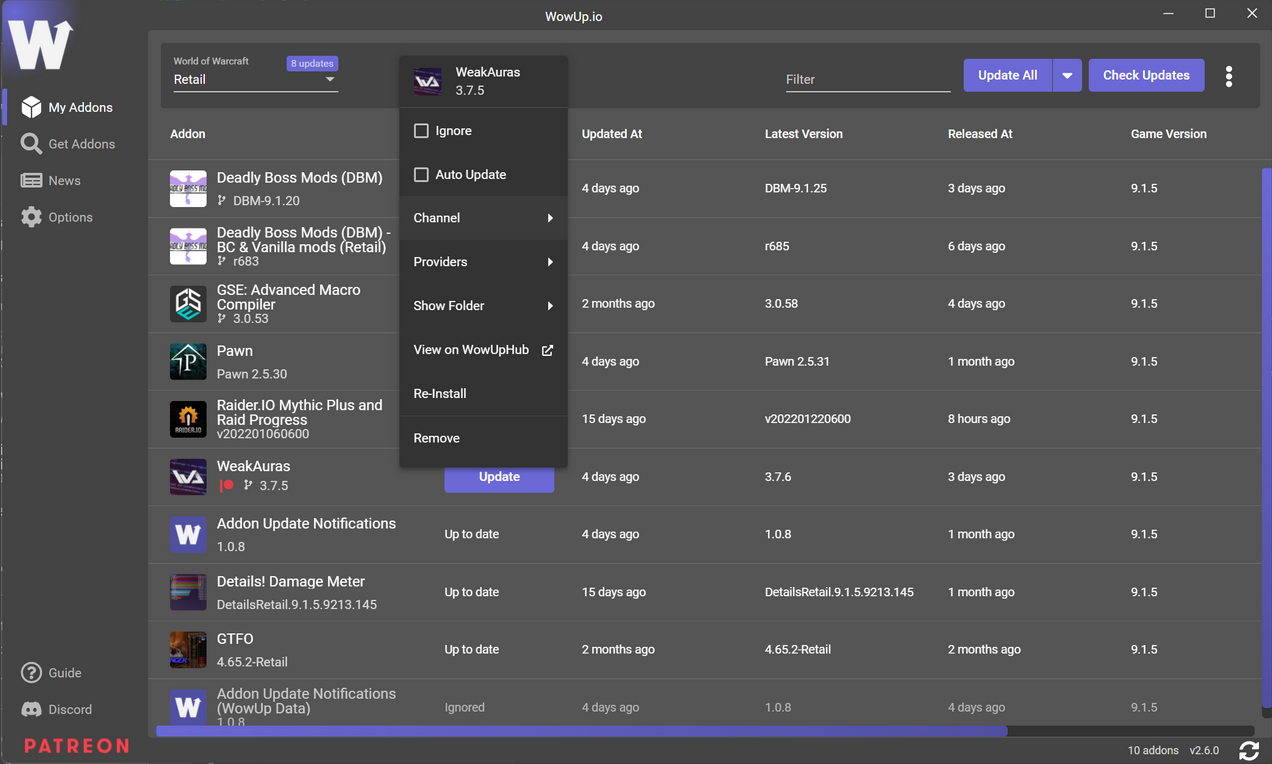 WowUp.io
World of Warcraft
8 updates
Retail
WeakAuras
3.7.5
Filter
Update All
Check Updates
My Addons
Get Addons
News
Options
Ignore
Auto Update
Channel
Providers
Show Folder
View on WowUpHub
Re-Install
Remove
Addon Updated At Latest Version Released At Game Version
Deadly Boss Mods (DBM)
DBM-9.1.20
4 days ago DBM-9.1.25 3 days ago 9.1.5
Deadly Boss Mods (DBM) -
BC & Vanilla mods (Retail)
r683
4 days ago r685 6 days ago 9.1.5
GSE: Advanced Macro
Compiler
3.0.53
2 months ago 3.0.58 4 days ago 9.1.5
Pawn
Pawn 2.5.30
4 days ago Pawn 2.5.31 1 month ago 9.1.5
RAIDER.IO
Raider.IO Mythic Plus and
Raid Progress
v202201060600
15 days ago v202201220600 8 hours ago 9.1.5
WeakAuras
3.7.5
Update 4 days ago 3.7.6 3 days ago 9.1.5
Addon Update Notifications
1.0.8
Up to date 4 days ago 1.0.8 1 month ago 9.1.5
Details! Damage Meter
DetailsRetail.9.1.5.9213.145
Up to date 15 days ago DetailsRetail.9.1.5.9213.145 1 month ago 9.1.5
GTFO
4.65.2-Retail
Up to date 2 months ago 4.65.2-Retail 2 months ago 9.1.5
Addon Update Notifications
(WowUp Data)
1.0.8
Ignored 4 days ago 1.0.8 4 days ago 9.1.5
Guide
Discord
PATREON
10 addons v2.6.0